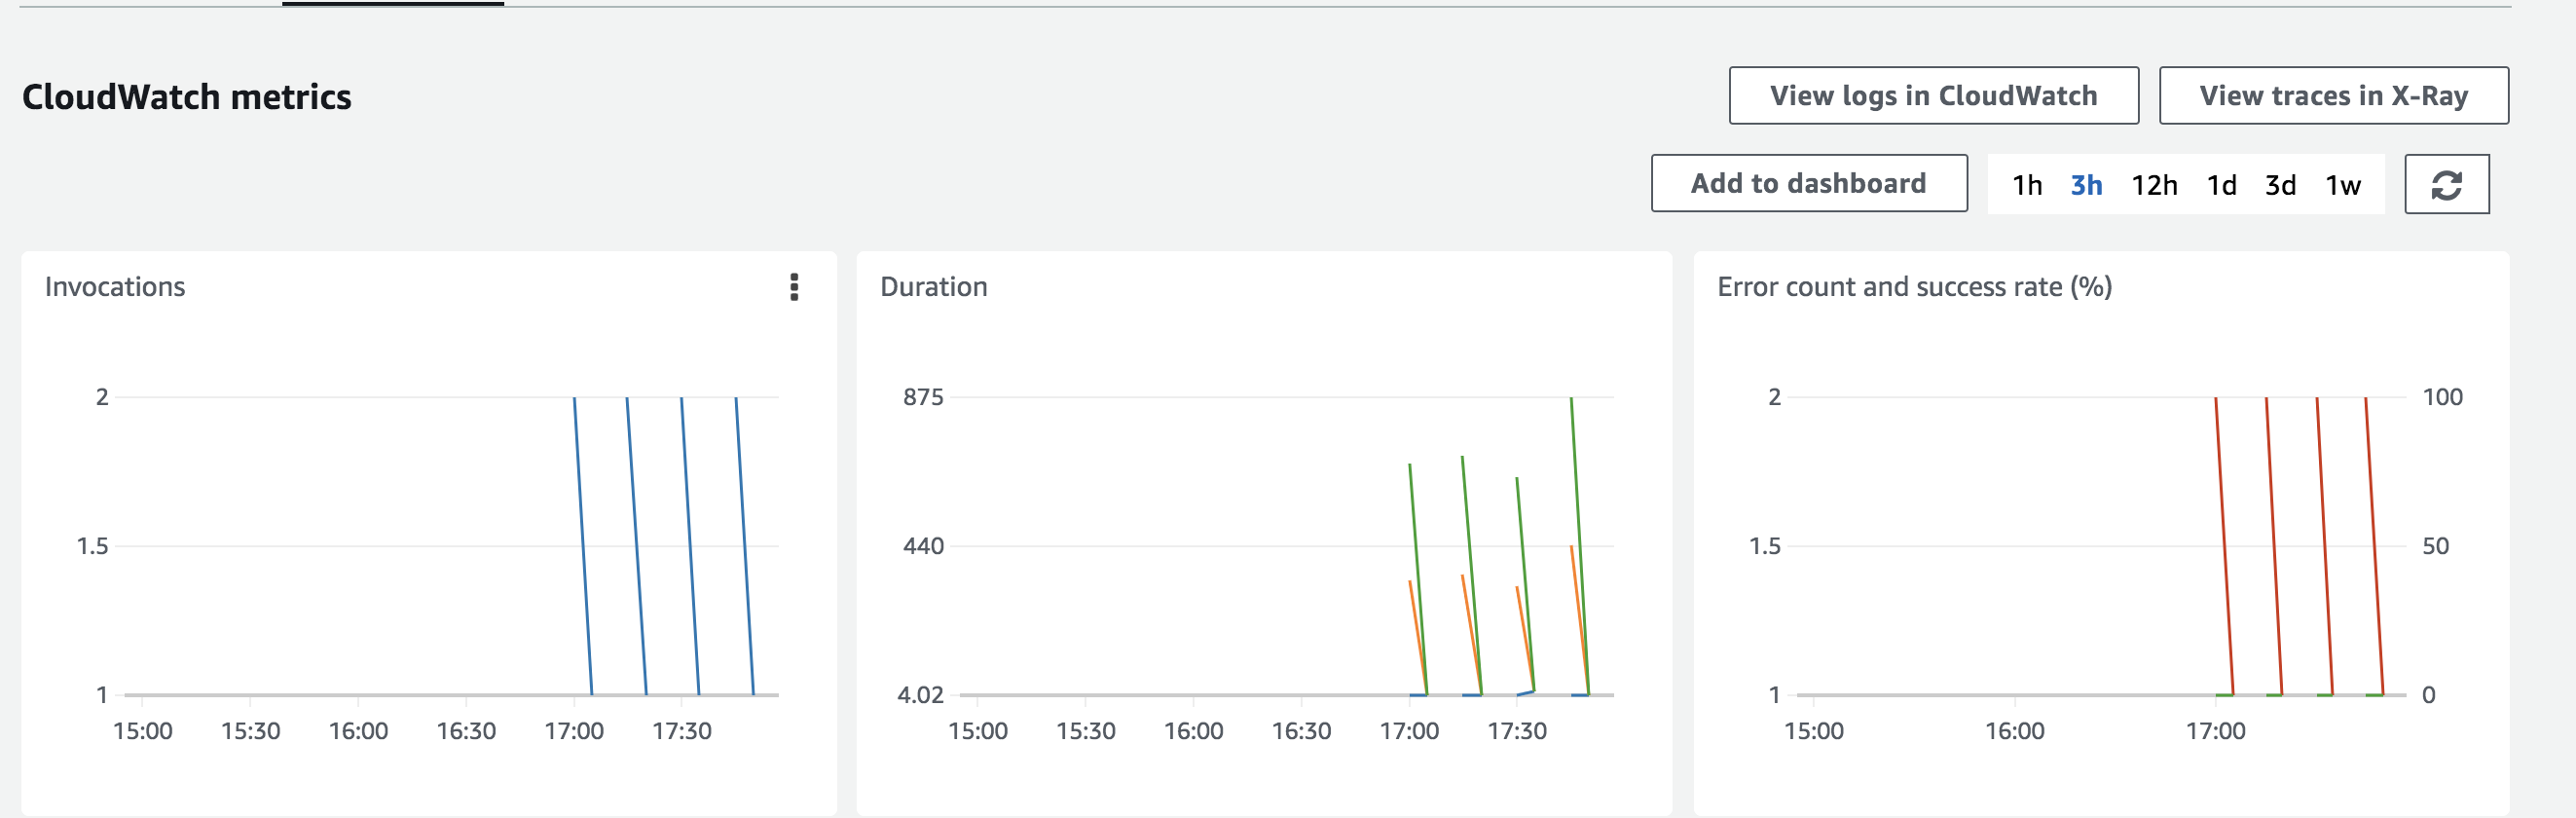 CloudWatch metrics
View logs in CloudWatch
View traces in X-Ray
Add to dashboard
1h 3h 12h 1d 3d 1w
Invocations
2
1.5
1
15:00 15:30 16:00 16:30 17:00 17:30
Duration
875
440
4.02
15:00 15:30 16:00 16:30 17:00 17:30
Error count and success rate (%)
2 100
1.5 50
1 0
15:00 16:00 17:00